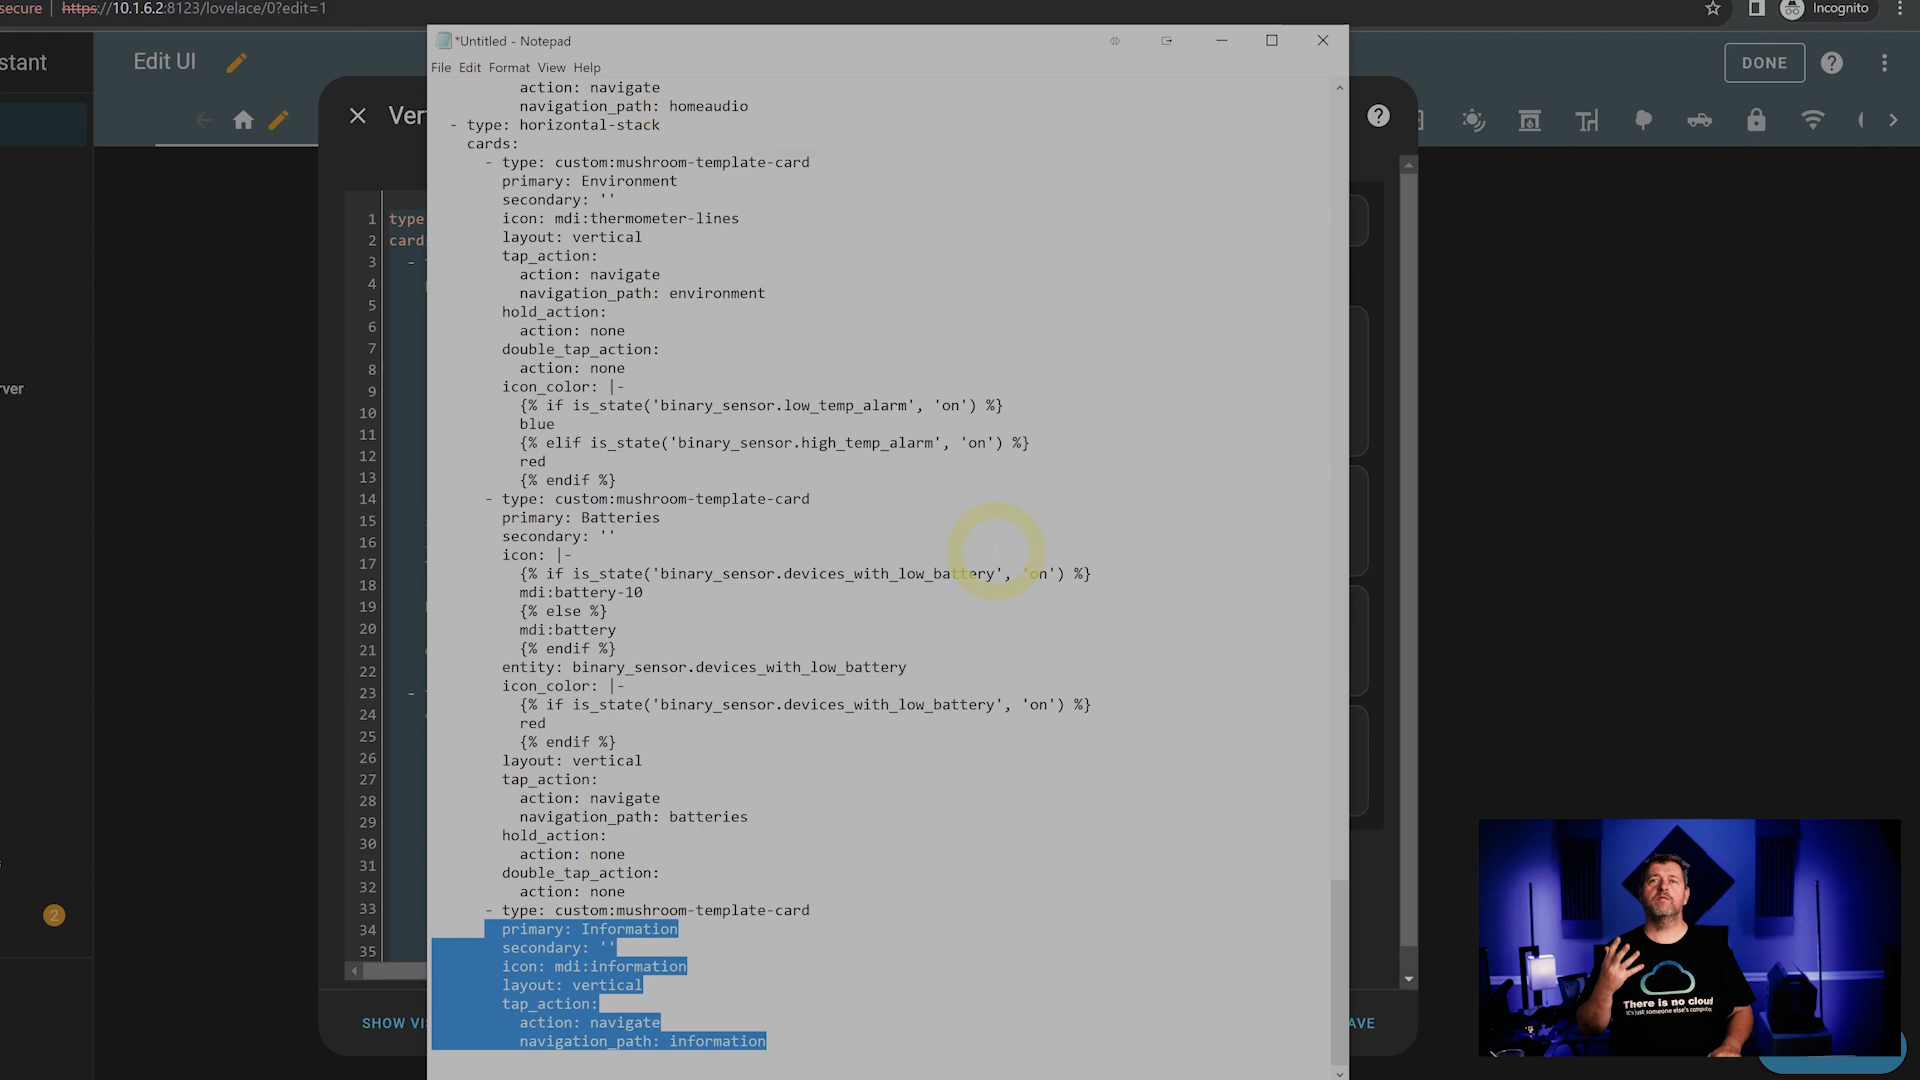 secure
https://10.1.6.2:8123/lovelace/0?edit=1
Incognito
stant
Edit UI
DONE
*Untitled - Notepad
File Edit Format View Help
action: navigate
navigation_path: homeaudio
- type: horizontal-stack
cards:
- type: custom:mushroom-template-card
primary: Environment
secondary: ''
icon: mdi:thermometer-lines
layout: vertical
tap_action:
action: navigate
navigation_path: environment
hold_action:
action: none
double_tap_action:
action: none
icon_color: |-
{% if is_state('binary_sensor.low_temp_alarm', 'on') %}
blue
{% elif is_state('binary_sensor.high_temp_alarm', 'on') %}
red
{% endif %}
- type: custom:mushroom-template-card
primary: Batteries
secondary: ''
icon: |-
{% if is_state('binary_sensor.devices_with_low_battery', 'on') %}
mdi:battery-10
{% else %}
mdi:battery
{% endif %}
entity: binary_sensor.devices_with_low_battery
icon_color: |-
{% if is_state('binary_sensor.devices_with_low_battery', 'on') %}
red
{% endif %}
layout: vertical
tap_action:
action: navigate
navigation_path: batteries
hold_action:
action: none
double_tap_action:
action: none
- type: custom:mushroom-template-card
primary: Information
secondary: ''
icon: mdi:information
layout: vertical
tap_action:
action: navigate
navigation_path: information
Ver
1 type
2 card
3 -
4
5
6
7
8
9
10
11
12
13
14
15
16
17
18
19
20
21
22
23 -
24
25
26
27
28
29
30
31
32
33
34
35
rver
2
SHOW VI
AVE
There is no cloud
it's just someone else's computer